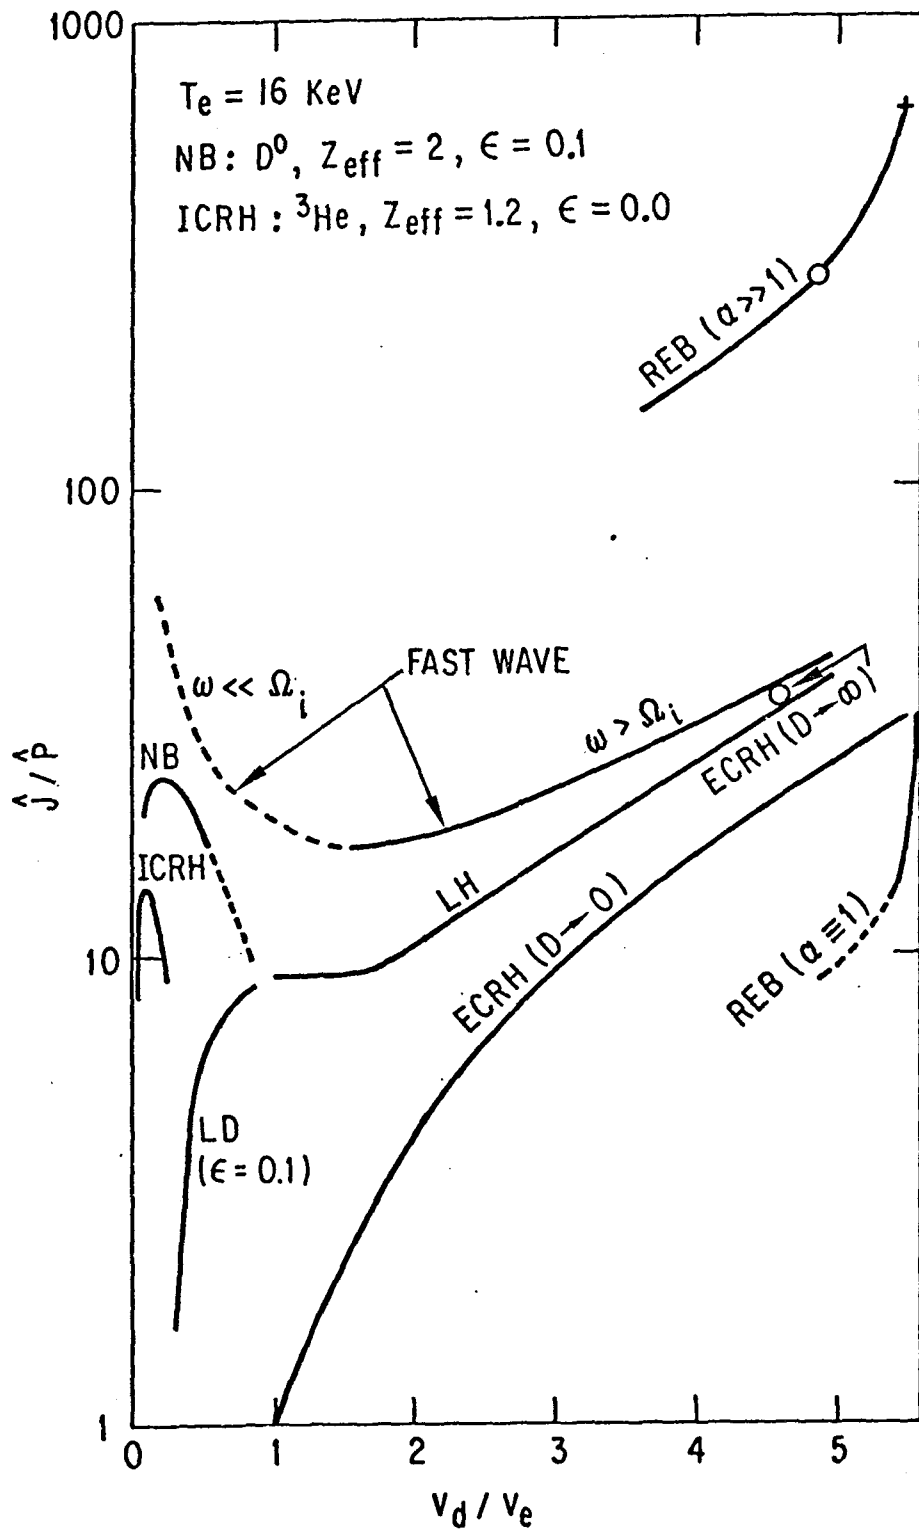 1000
T_e = 16 KeV
NB: D⁰, Z_eff = 2, ϵ = 0.1
ICRH: ³He, Z_eff = 1.2, ϵ = 0.0
REB (α>>1)
100
FAST WAVE
ω << Ω_i
ω > Ω_i
NB
ECRH (D→∞)
Ĵ/P̂
ICRH
LH
ECRH (D→0)
10
REB (α≡1)
LD
(ϵ = 0.1)
1
0 1 2 3 4 5
V_d / V_e